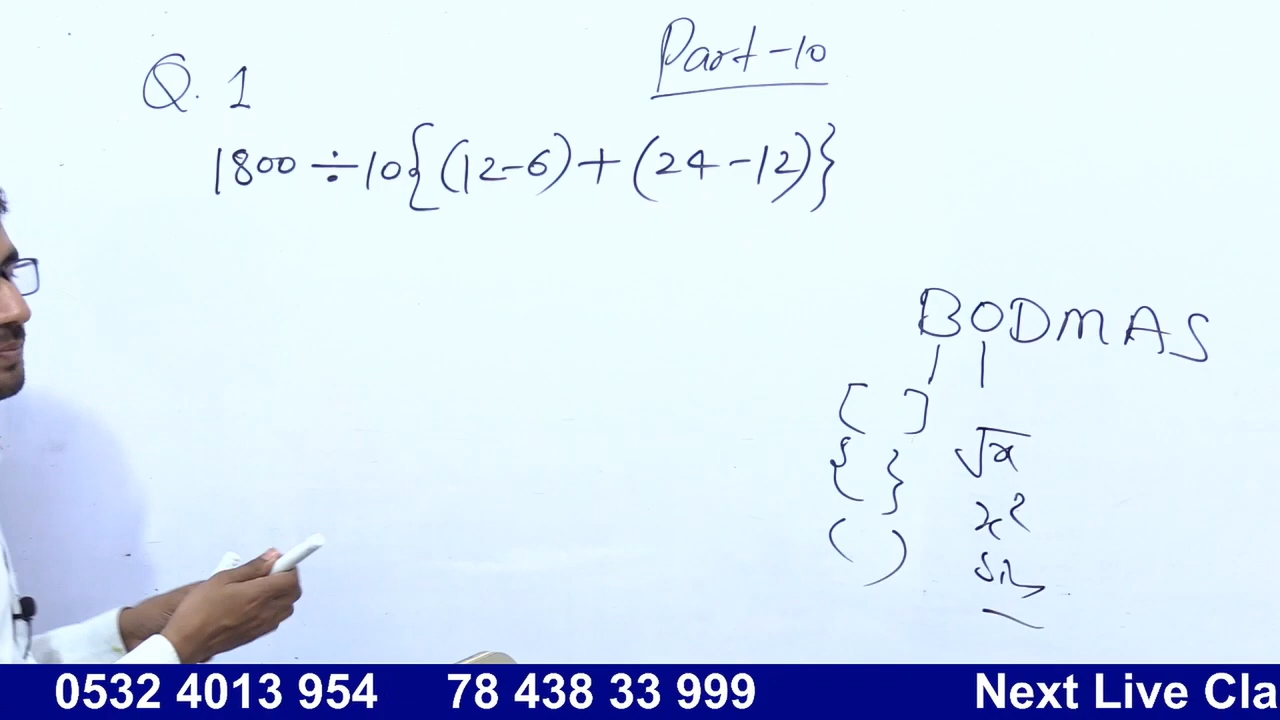 Part-10
Q. 1
1800 ÷ 10{(12-6)+(24-12)}
BODMAS
[ ]
{ } √x
( ) x²
sin
0532 4013 954 78 438 33 999 Next Live Cla